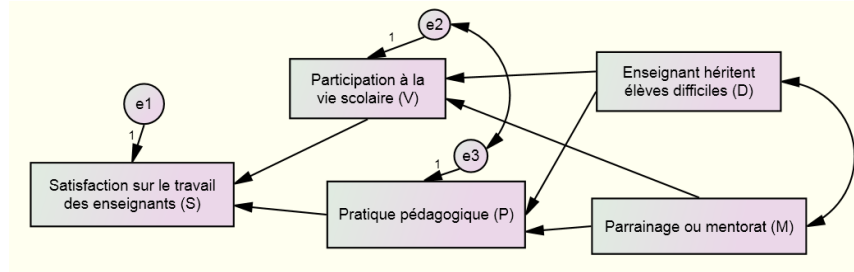 e2
1
Participation à la
vie scolaire (V)
Enseignant héritent
élèves difficiles (D)
e1
1
e3
1
Satisfaction sur le travail
des enseignants (S)
Pratique pédagogique (P)
Parrainage ou mentorat (M)